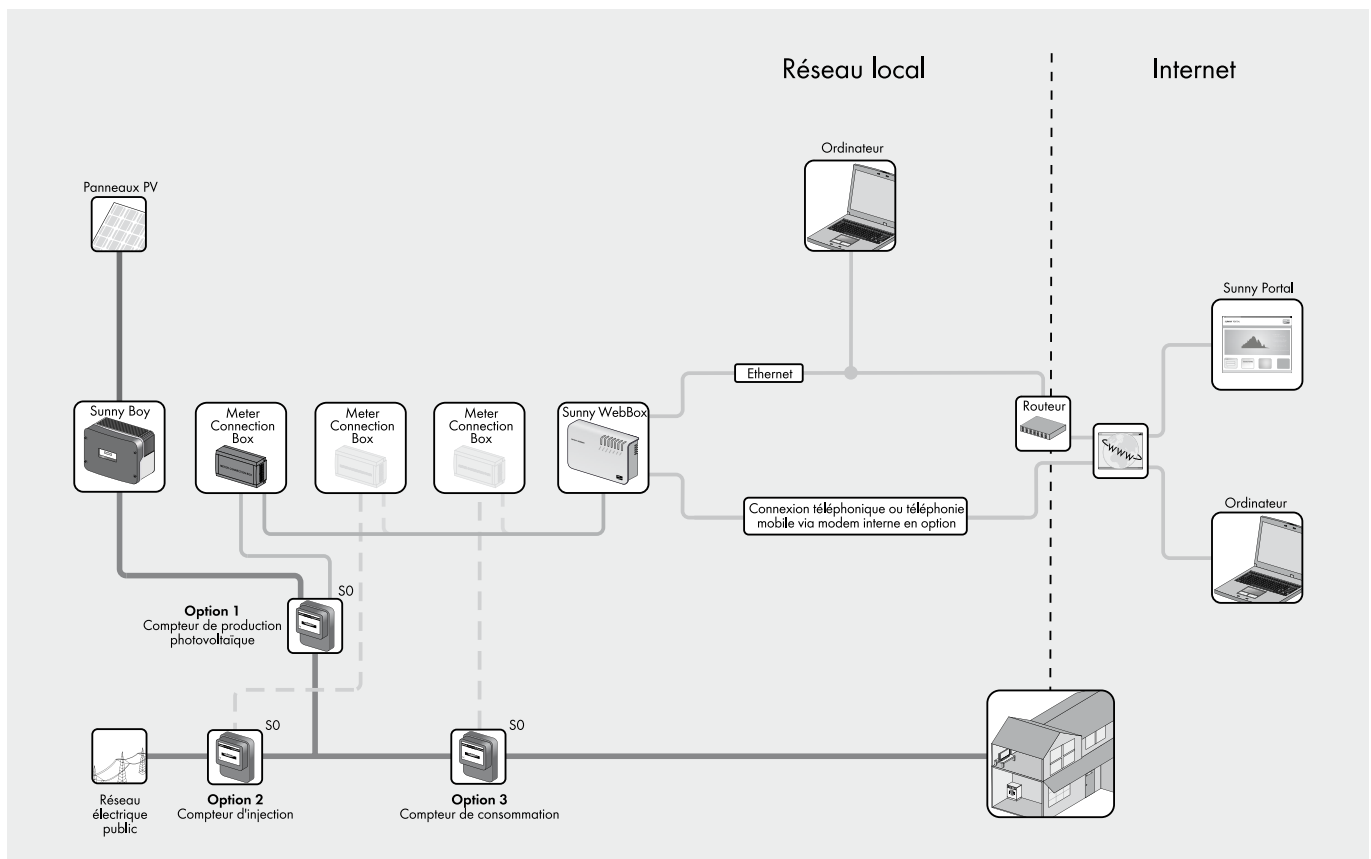 Réseau local
Internet
Ordinateur
Panneaux PV
Sunny Portal
Ethernet
Sunny Boy
Meter
Connection
Box
Meter
Connection
Box
Meter
Connection
Box
Sunny WebBox
Routeur
WWW
Connexion téléphonique ou téléphonie
mobile via modem interne en option
Ordinateur
S0
Option 1
Compteur de production
photovoltaïque
S0
S0
Réseau
électrique
public
Option 2
Compteur d'injection
Option 3
Compteur de consommation